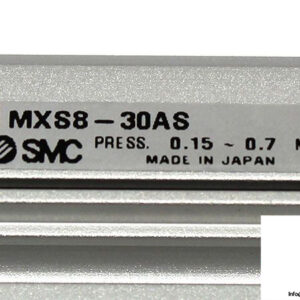 MXS8-30AS
SMC PRESS. 0.15 ~ 0.7 M
MADE IN JAPAN